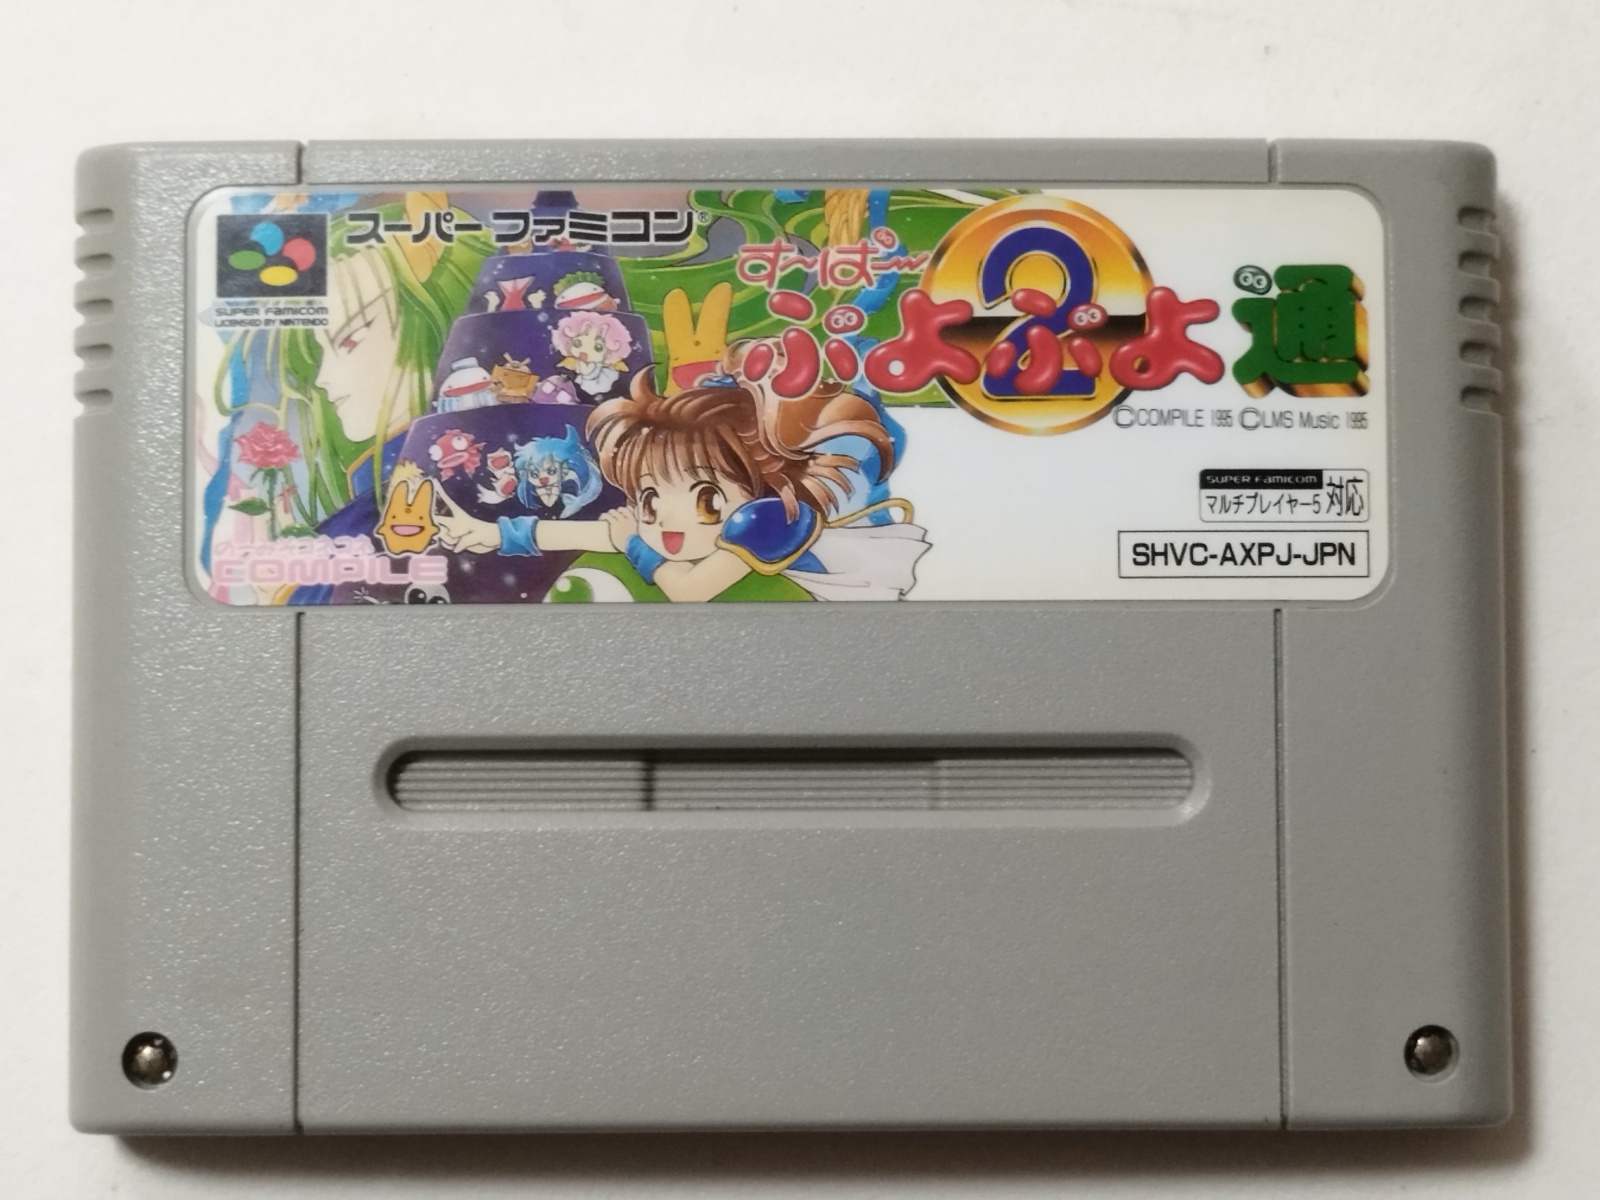 スーパーファミコン®
SUPER FAMICOM
LICENSED BY NINTENDO
す〜ぱ〜
ぷよぷよ通
2
©COMPILE 1995 ©LMS Music 1995
SUPER FAMICOM
マルチプレイヤー5 対応
SHVC-AXPJ-JPN
COMPILE